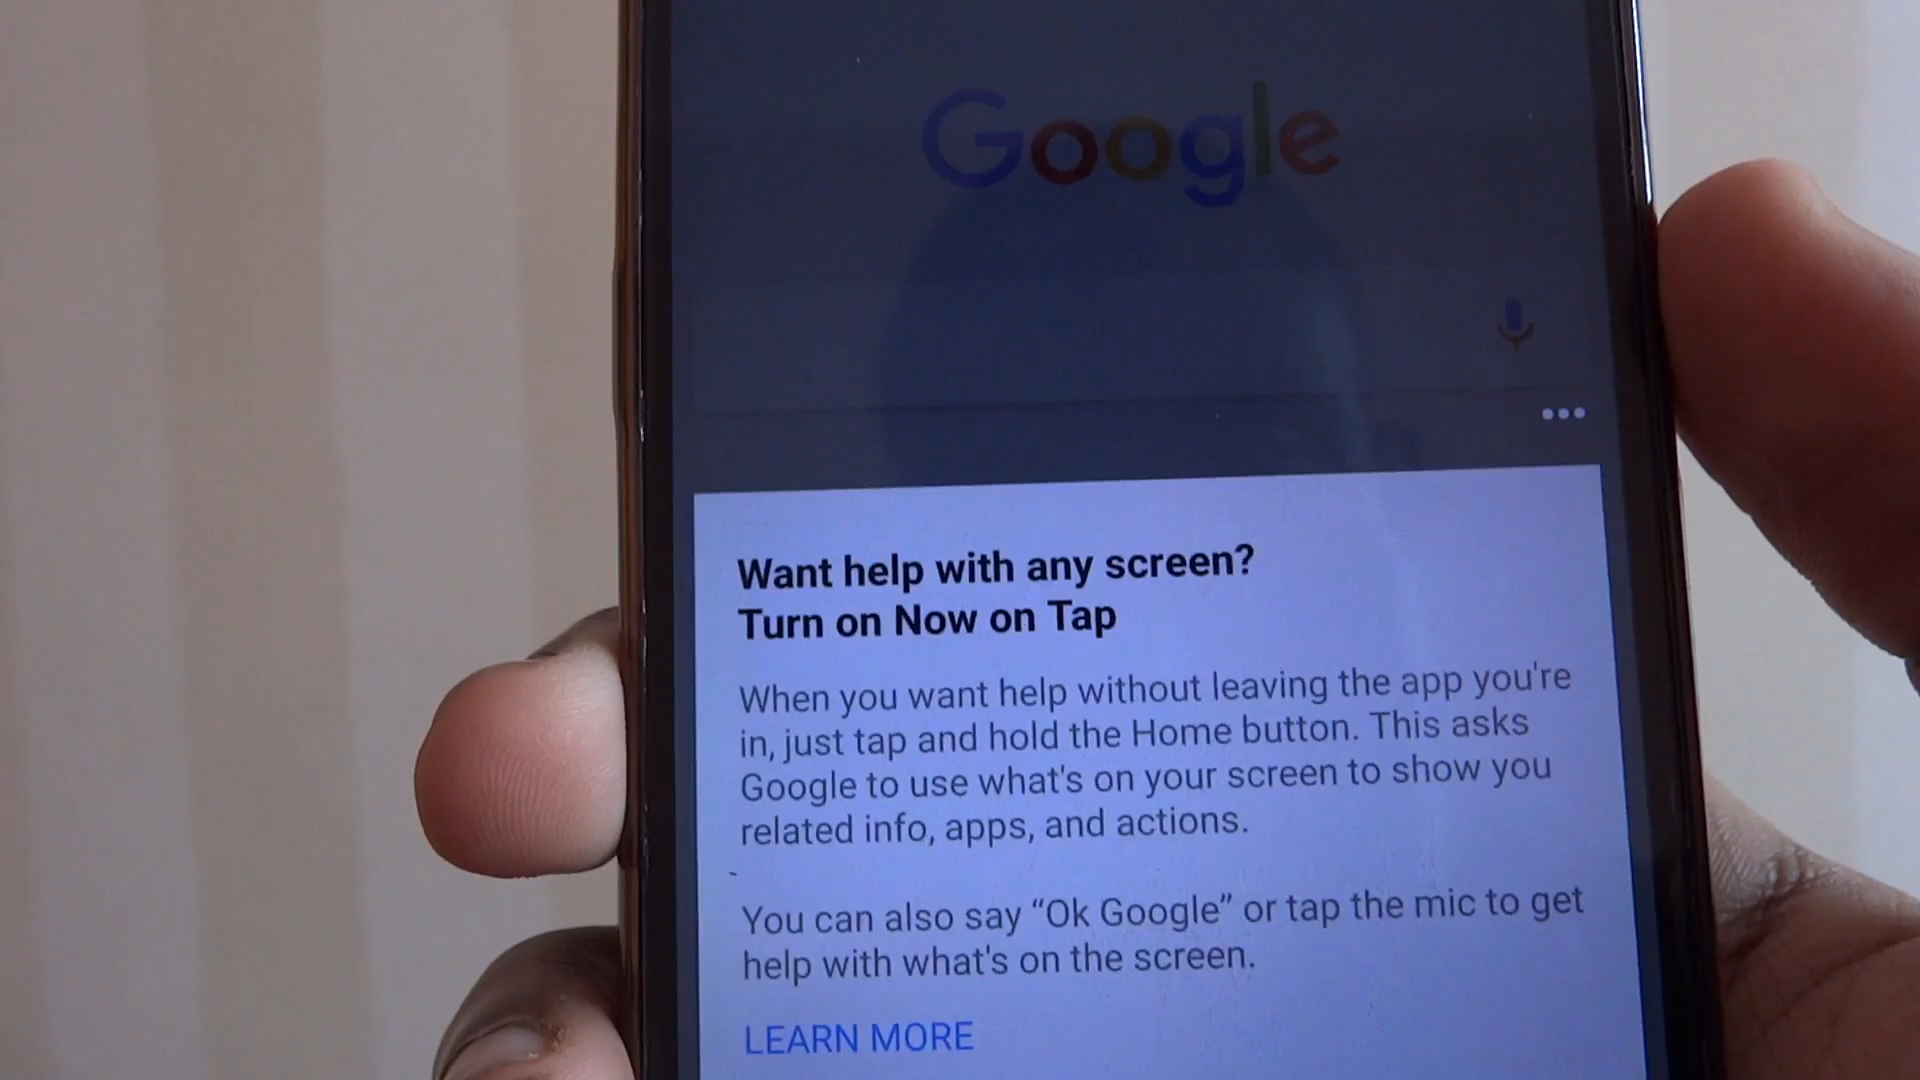 Google
Want help with any screen?
Turn on Now on Tap
When you want help without leaving the app you're
in, just tap and hold the Home button. This asks
Google to use what's on your screen to show you
related info, apps, and actions.
You can also say “Ok Google” or tap the mic to get
help with what's on the screen.
LEARN MORE